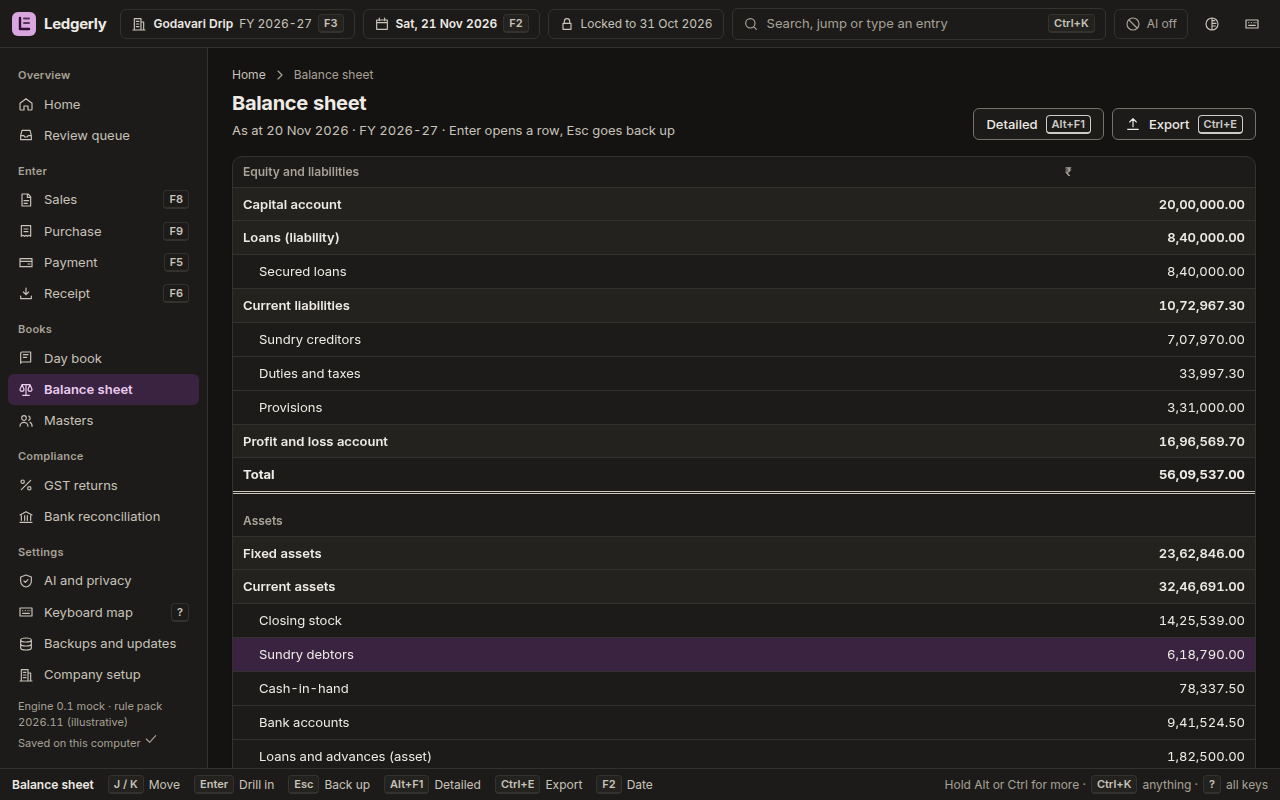 Ledgerly
Godavari Drip FY 2026-27 F3
Sat, 21 Nov 2026 F2
Locked to 31 Oct 2026
Search, jump or type an entry Ctrl+K
AI off
Overview
Home
Review queue
Enter
Sales F8
Purchase F9
Payment F5
Receipt F6
Books
Day book
Balance sheet
Masters
Compliance
GST returns
Bank reconciliation
Settings
AI and privacy
Keyboard map ?
Backups and updates
Company setup
Engine 0.1 mock · rule pack
2026.11 (illustrative)
Saved on this computer
Home > Balance sheet
Balance sheet
As at 20 Nov 2026 · FY 2026-27 · Enter opens a row, Esc goes back up
Detailed Alt+F1
Export Ctrl+E
Equity and liabilities ₹
Capital account 20,00,000.00
Loans (liability) 8,40,000.00
Secured loans 8,40,000.00
Current liabilities 10,72,967.30
Sundry creditors 7,07,970.00
Duties and taxes 33,997.30
Provisions 3,31,000.00
Profit and loss account 16,96,569.70
Total 56,09,537.00
Assets
Fixed assets 23,62,846.00
Current assets 32,46,691.00
Closing stock 14,25,539.00
Sundry debtors 6,18,790.00
Cash-in-hand 78,337.50
Bank accounts 9,41,524.50
Loans and advances (asset) 1,82,500.00
Balance sheet J / K Move Enter Drill in Esc Back up Alt+F1 Detailed Ctrl+E Export F2 Date
Hold Alt or Ctrl for more · Ctrl+K anything · ? all keys